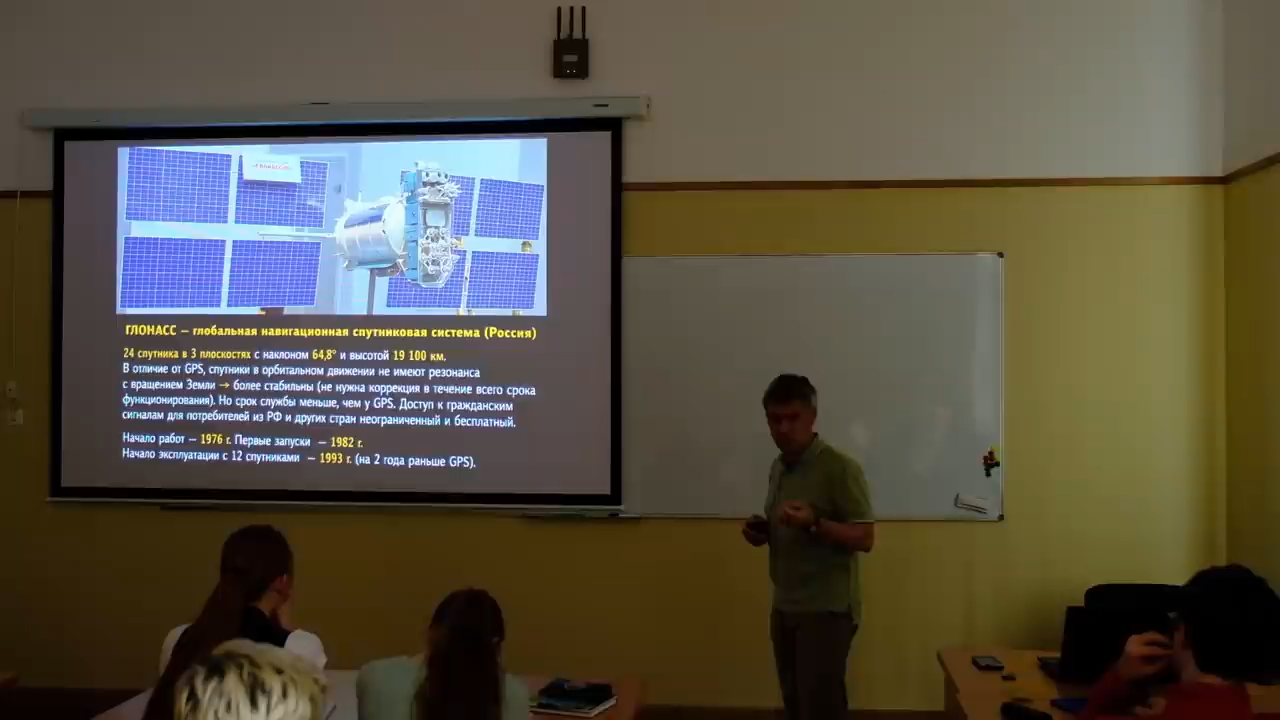 ГЛОНАСС – глобальная навигационная спутниковая система (Россия)
24 спутника в 3 плоскостях с наклоном 64,8° и высотой 19 100 км.
В отличие от GPS, спутники в орбитальном движении не имеют резонанса
с вращением Земли → более стабильны (не нужна коррекция в течение всего срока
функционирования). Но срок службы меньше, чем у GPS. Доступ к гражданским
сигналам для потребителей из РФ и других стран неограниченный и бесплатный.
Начало работ – 1976 г. Первые запуски – 1982 г.
Начало эксплуатации с 12 спутниками – 1993 г. (на 2 года раньше GPS).